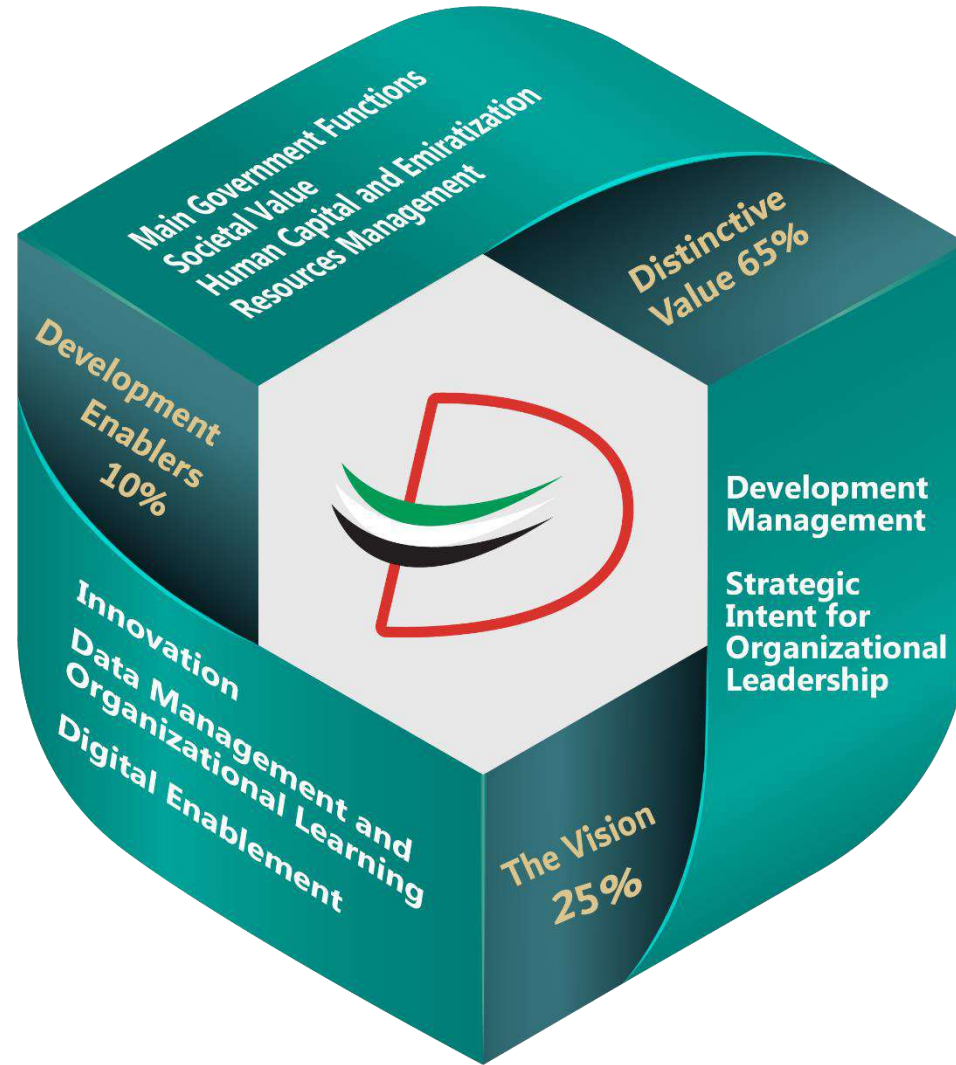 Main Government Functions
Societal Value
Human Capital and Emiratization
Resources Management
Distinctive
Value 65%
Development
Management
Strategic
Intent for
Organizational
Leadership
The Vision
25%
Development
Enablers
10%
Innovation
Data Management and
Organizational Learning
Digital Enablement